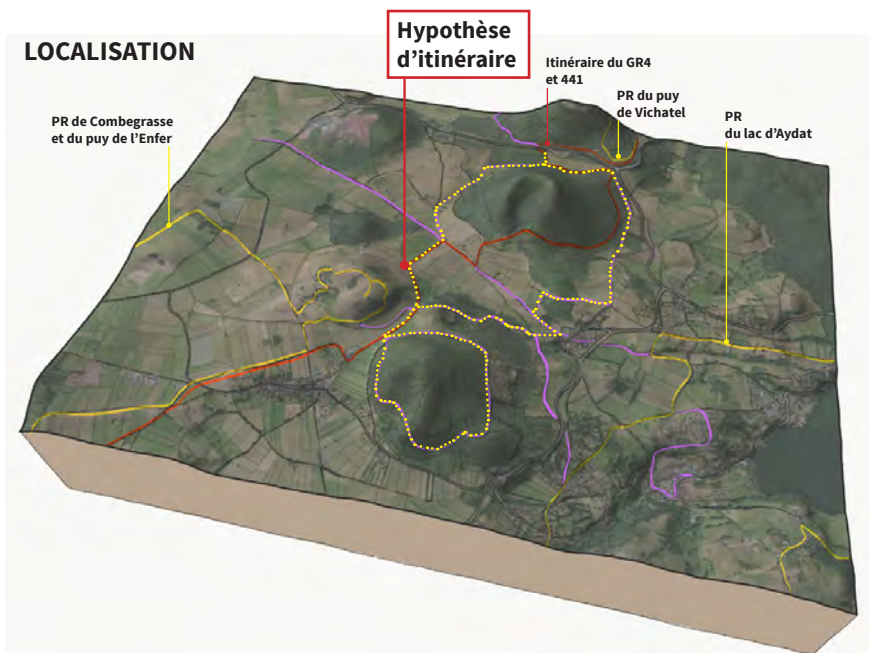 LOCALISATION
Hypothèse
d’itinéraire
Itinéraire du GR4
et 441
PR du puy
de Vichatel
PR
du lac d’Aydat
PR de Combegrasse
et du puy de l’Enfer